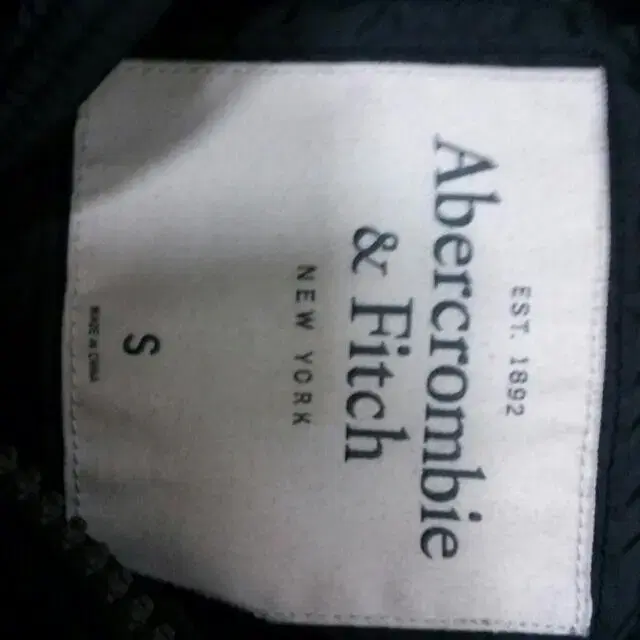 EST. 1892
Abercrombie
& Fitch
NEW YORK
S
MADE IN CHINA